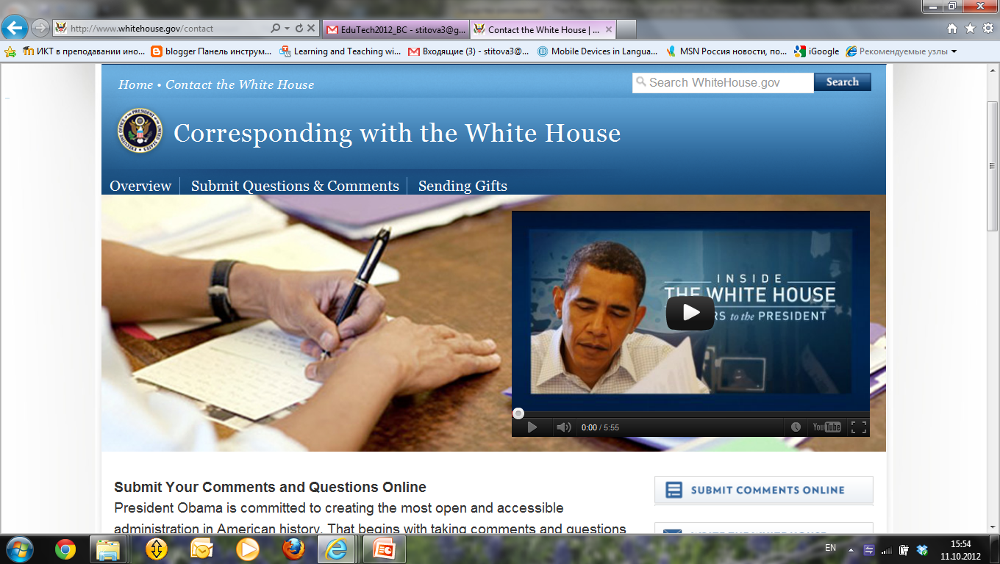 http://www.whitehouse.gov/contact
EduTech2012_BC - stitova3@g...
Contact the White House | ...
ИКТ в преподавании ино...
blogger Панель инструм...
Learning and Teaching wi...
Входящие (3) - stitova3@...
Mobile Devices in Langua...
MSN Россия новости, по...
iGoogle
Рекомендуемые узлы
Home • Contact the White House
Search WhiteHouse.gov
Search
Corresponding with the White House
Overview
Submit Questions & Comments
Sending Gifts
INSIDE
THE WHITE HOUSE
RS to the PRESIDENT
0:00 / 5:55
YouTube
Submit Your Comments and Questions Online
SUBMIT COMMENTS ONLINE
President Obama is committed to creating the most open and accessible
administration in American history. That begins with taking comments and questions
EN
15:54
11.10.2012